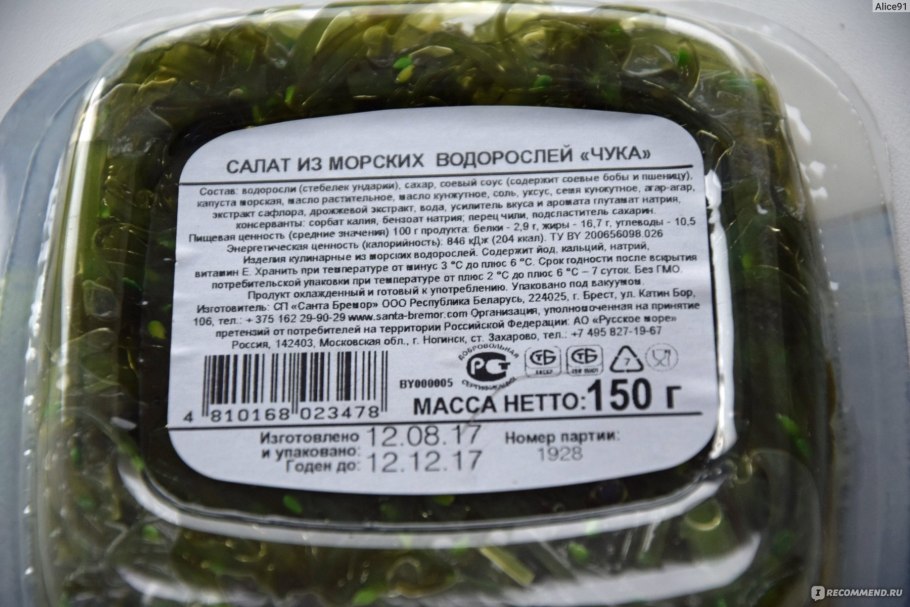 Alice91
САЛАТ ИЗ МОРСКИХ ВОДОРОСЛЕЙ «ЧУКА»
Состав: водоросли (стебелек ундарии), сахар, соевый соус (содержит соевые бобы и пшеницу),
капуста морская, масло растительное, масло кунжутное, соль, уксус, семя кунжутное, агар-агар,
экстракт сафлора, дрожжевой экстракт, вода, усилитель вкуса и аромата глутамат натрия,
консерванты: сорбат калия, бензоат натрия; перец чили, подсластитель сахарин.
Пищевая ценность (средние значения) 100 г продукта: белки - 2,9 г, жиры - 16,7 г, углеводы - 10,5
Энергетическая ценность (калорийность): 846 кДж (204 ккал). ТУ BY 200656098.026
Изделия кулинарные из морских водорослей. Содержит йод, кальций, натрий,
витамин Е. Хранить при температуре от минус 3 °С до плюс 6 °С. Срок годности после вскрытия
потребительской упаковки при температуре от плюс 2 °С до плюс 6 °С – 7 суток. Без ГМО.
Продукт охлажденный и готовый к употреблению. Упаковано под вакуумом.
Изготовитель: СП «Санта Бремор» ООО Республика Беларусь, 224025, г. Брест, ул. Катин Бор,
106, тел.: + 375 162 29-90-29 www.santa-bremor.com Организация, уполномоченная на принятие
претензий от потребителей на территории Российской Федерации: АО «Русское море»
Россия, 142403, Московская обл., г. Ногинск, ст. Захарово, тел.: +7 495 827-19-67
ДОБРОВОЛЬНАЯ
РСТ
СЕРТИФИКАЦИЯ
СТБ
СТБ
7
BY000005
4 810168 023478
МАССА НЕТТО: 150 г
Изготовлено
и упаковано: 12.08.17
Годен до: 12.12.17
Номер партии:
1928
RECOMMEND.RU